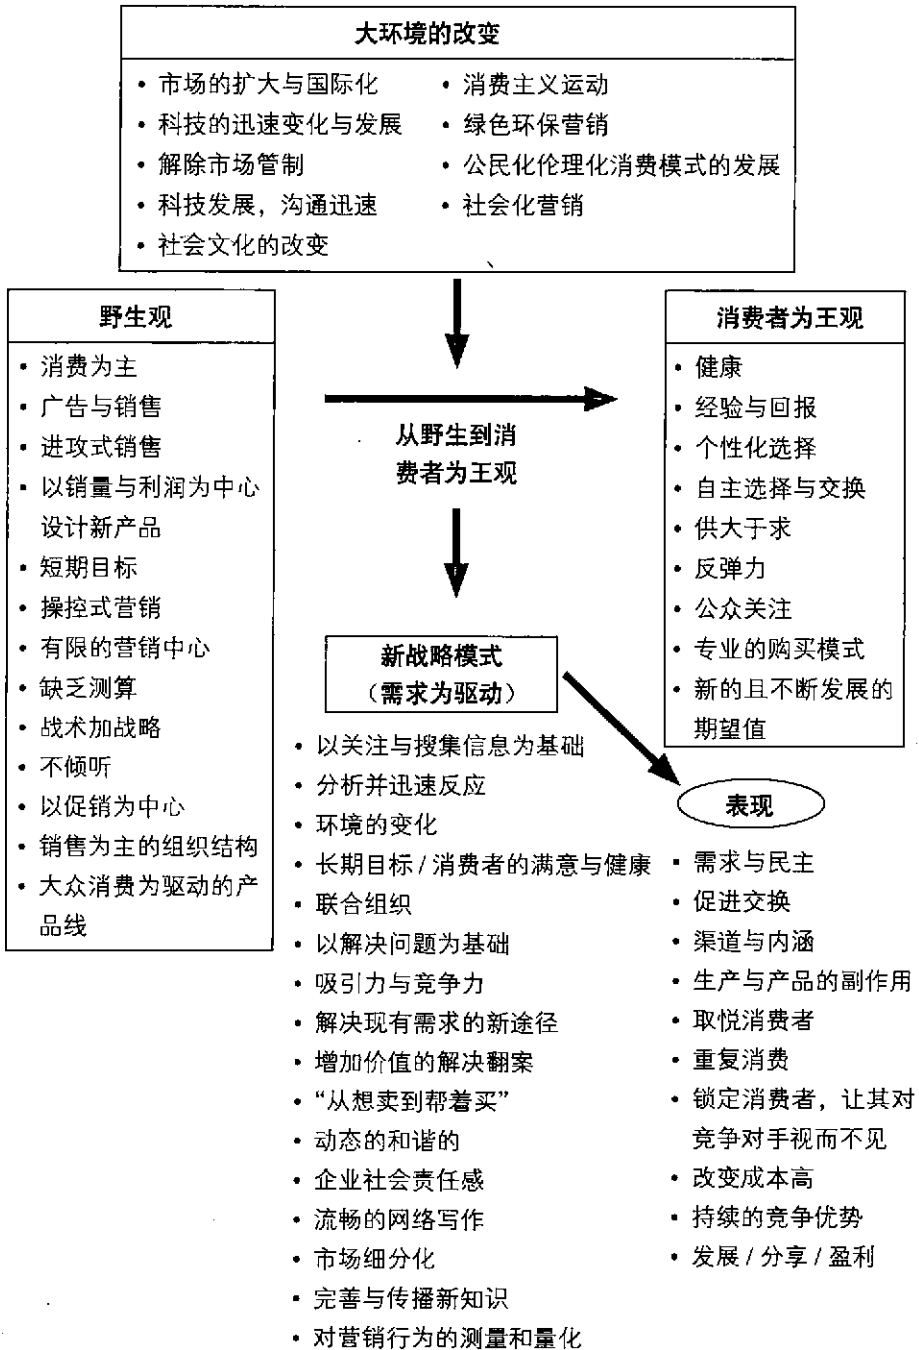 大环境的改变
• 市场的扩大与国际化
• 科技的迅速变化与发展
• 解除市场管制
• 科技发展，沟通迅速
• 社会文化的改变
• 消费主义运动
• 绿色环保营销
• 公民化伦理化消费模式的发展
• 社会化营销
野生观
• 消费为主
• 广告与销售
• 进攻式销售
• 以销量与利润为中心
设计新产品
• 短期目标
• 操控式营销
• 有限的营销中心
• 缺乏测算
• 战术加战略
• 不倾听
• 以促销为中心
• 销售为主的组织结构
• 大众消费为驱动的产
品线
从野生到消
费者为王观
消费者为王观
• 健康
• 经验与回报
• 个性化选择
• 自主选择与交换
• 供大于求
• 反弹力
• 公众关注
• 专业的购买模式
• 新的且不断发展的
期望值
新战略模式
（需求为驱动）
• 以关注与搜集信息为基础
• 分析并迅速反应
• 环境的变化
• 长期目标 / 消费者的满意与健康
• 联合组织
• 以解决问题为基础
• 吸引力与竞争力
• 解决现有需求的新途径
• 增加价值的解决翻案
• “从想卖到帮着买”
• 动态的和谐的
• 企业社会责任感
• 流畅的网络写作
• 市场细分化
• 完善与传播新知识
• 对营销行为的测量和量化
表现
• 需求与民主
• 促进交换
• 渠道与内涵
• 生产与产品的副作用
• 取悦消费者
• 重复消费
• 锁定消费者，让其对
竞争对手视而不见
• 改变成本高
• 持续的竞争优势
• 发展 / 分享 / 盈利